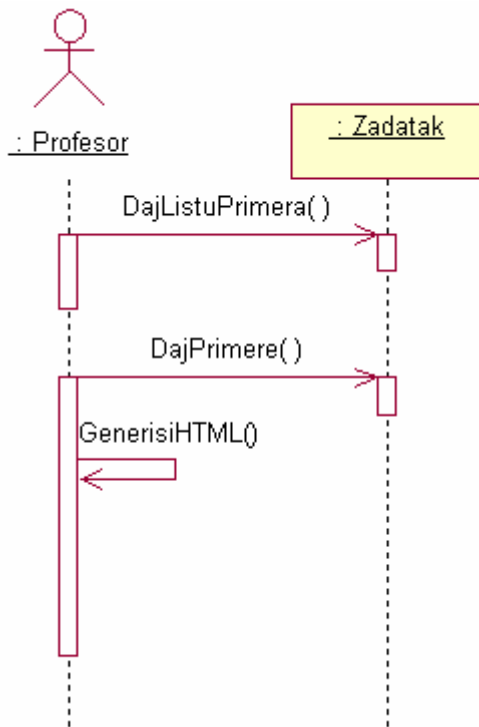 : Profesor
: Zadatak
DajListuPrimera( )
DajPrimere( )
GenerisiHTML()